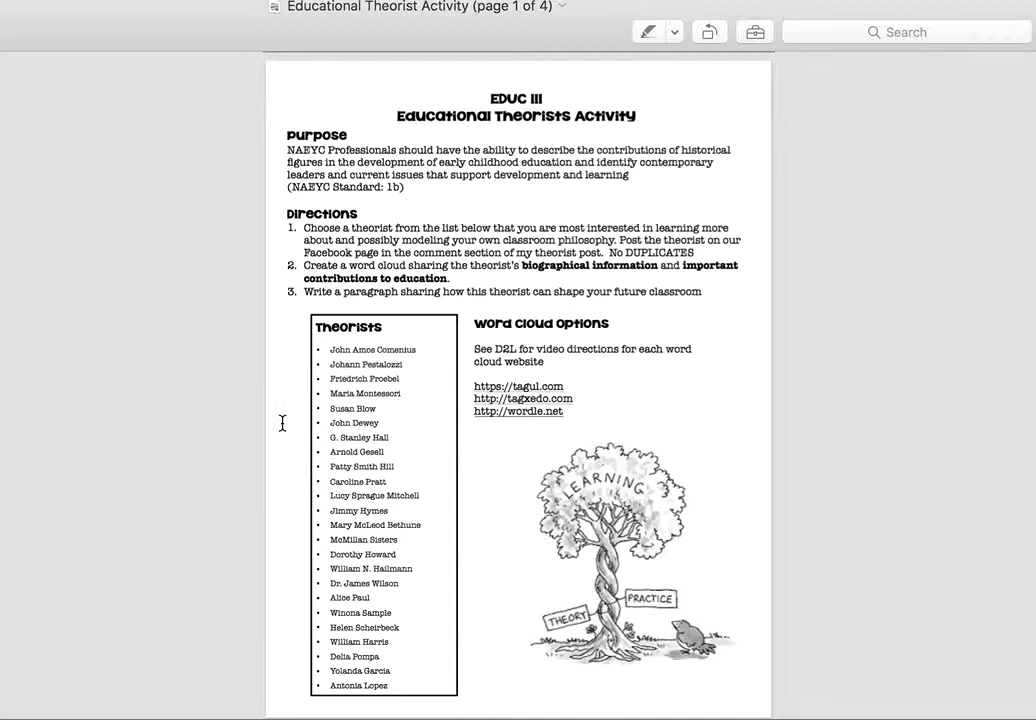 Educational Theorist Activity (page 1 of 4)
Search
EDUC III
Educational Theorists Activity
Purpose
NAEYC Professionals should have the ability to describe the contributions of historical
figures in the development of early childhood education and identify contemporary
leaders and current issues that support development and learning
(NAEYC Standard: 1b)
Directions
1. Choose a theorist from the list below that you are most interested in learning more
about and possibly modeling your own classroom philosophy. Post the theorist on our
Facebook page in the comment section of my theorist post. No DUPLICATES
2. Create a word cloud sharing the theorist's biographical information and important
contributions to education.
3. Write a paragraph sharing how this theorist can shape your future classroom
Theorists
• John Amos Comenius
• Johann Pestalozzi
• Friedrich Froebel
• Maria Montessori
• Susan Blow
• John Dewey
• G. Stanley Hall
• Arnold Gesell
• Patty Smith Hill
• Caroline Pratt
• Lucy Sprague Mitchell
• Jimmy Hymes
• Mary McLeod Bethune
• McMillan Sisters
• Dorothy Howard
• William N. Hailmann
• Dr. James Wilson
• Alice Paul
• Winona Sample
• Helen Scheirbeck
• William Harris
• Delia Pompa
• Yolanda Garcia
• Antonia Lopez
Word Cloud Options
See D2L for video directions for each word
cloud website
https://tagul.com
http://tagxedo.com
http://wordle.net
LEARNING
THEORY
PRACTICE